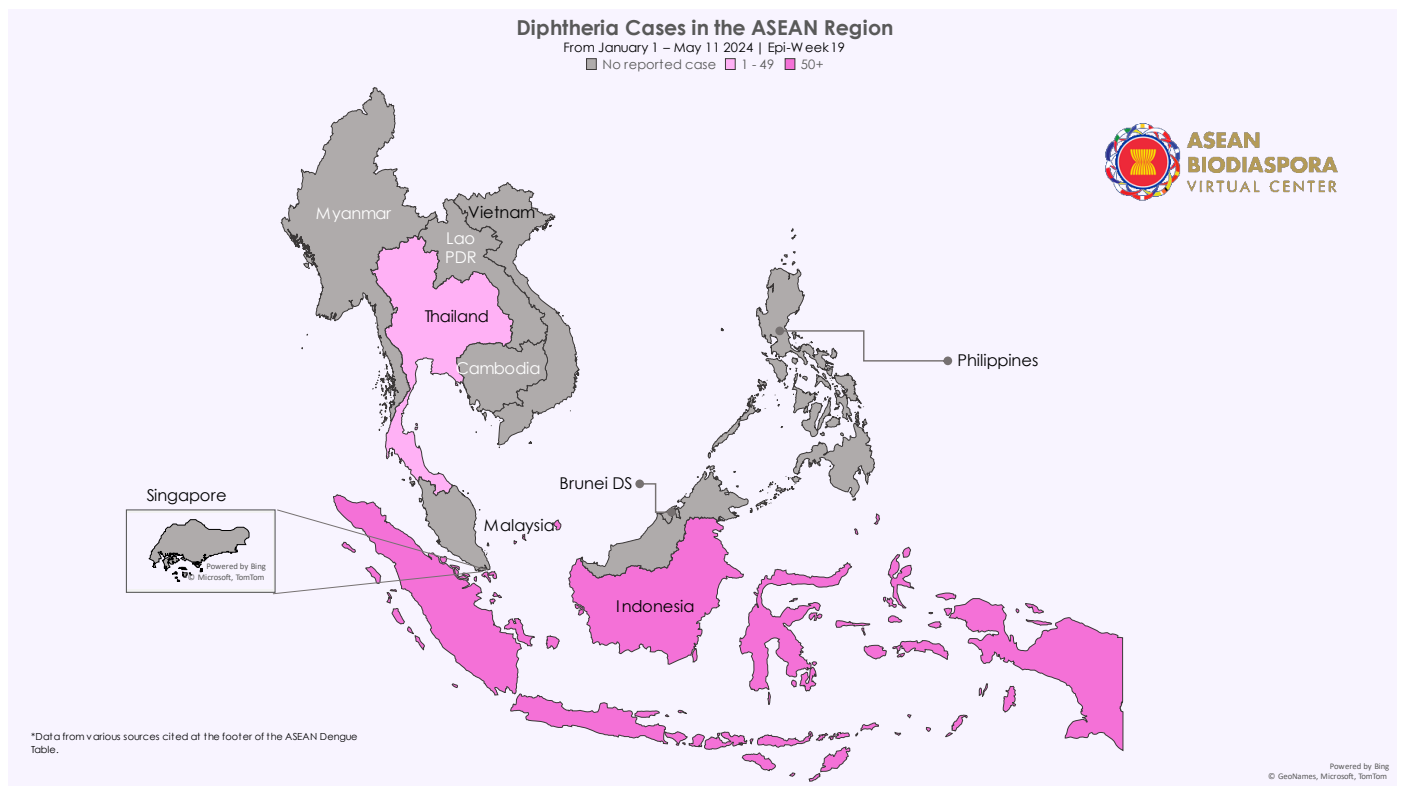 Diphtheria Cases in the ASEAN Region
From January 1 – May 11 2024 | Epi-Week 19
No reported case 1 - 49 50+
ASEAN
BIODIASPORA
VIRTUAL CENTER
Myanmar
Vietnam
Lao
PDR
Thailand
Cambodia
Philippines
Brunei DS
Singapore
Malaysia
Powered by Bing
© Microsoft, TomTom
Indonesia
*Data from various sources cited at the footer of the ASEAN Dengue
Table.
Powered by Bing
© GeoNames, Microsoft, TomTom